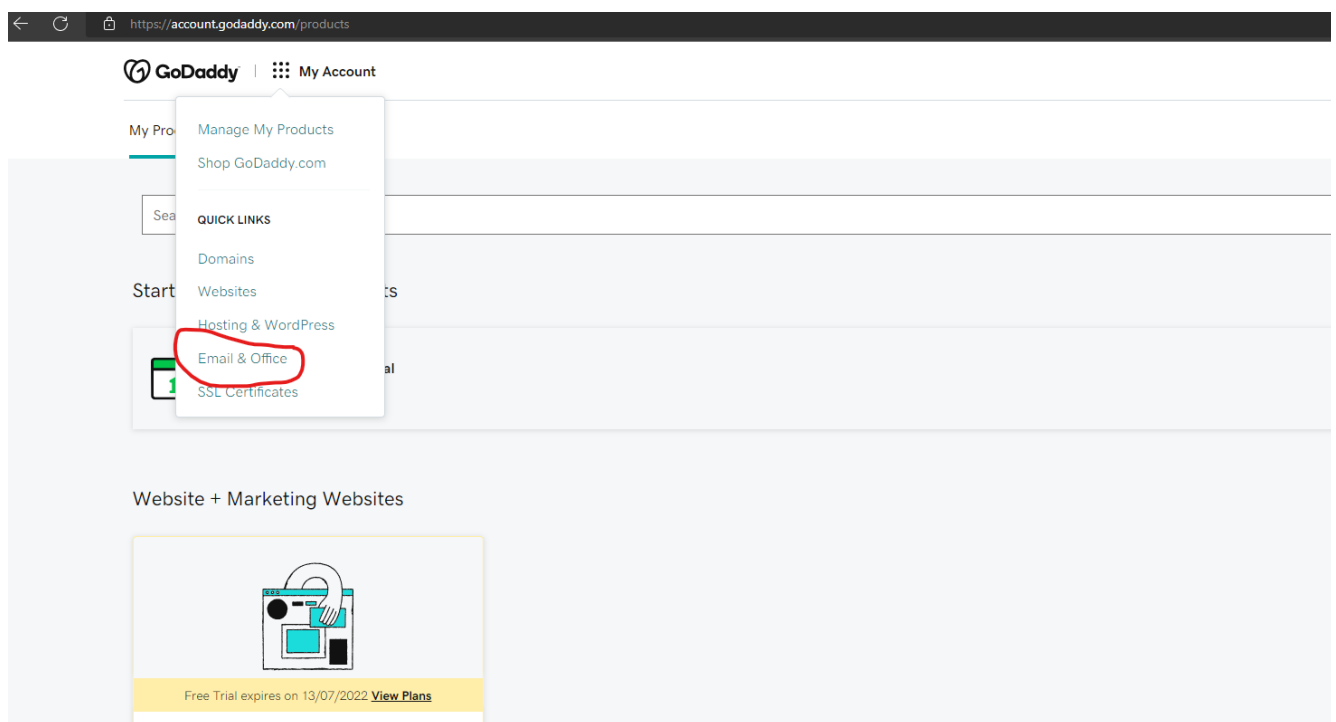 https://account.godaddy.com/products
GoDaddy My Account
My Pro
Manage My Products
Shop GoDaddy.com
Sea
QUICK LINKS
Domains
Start
Websites
ts
Hosting & WordPress
Email & Office
al
1
SSL Certificates
Website + Marketing Websites
Free Trial expires on 13/07/2022 View Plans